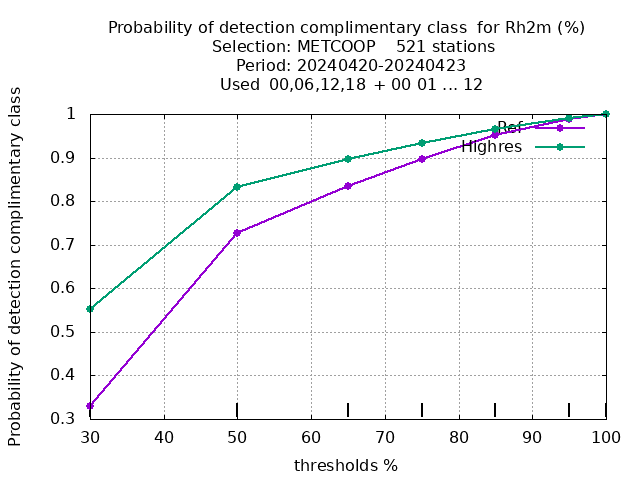 Probability of detection complimentary class  for Rh2m (%)
Selection: METCOOP    521 stations
Period: 20240420-20240423
Used  00,06,12,18  + 00 01 ... 12
Probability of detection complimentary class
1
0.9
0.8
0.7
0.6
0.5
0.4
0.3
Ref
Highres
30 40 50 60 70 80 90 100
thresholds %